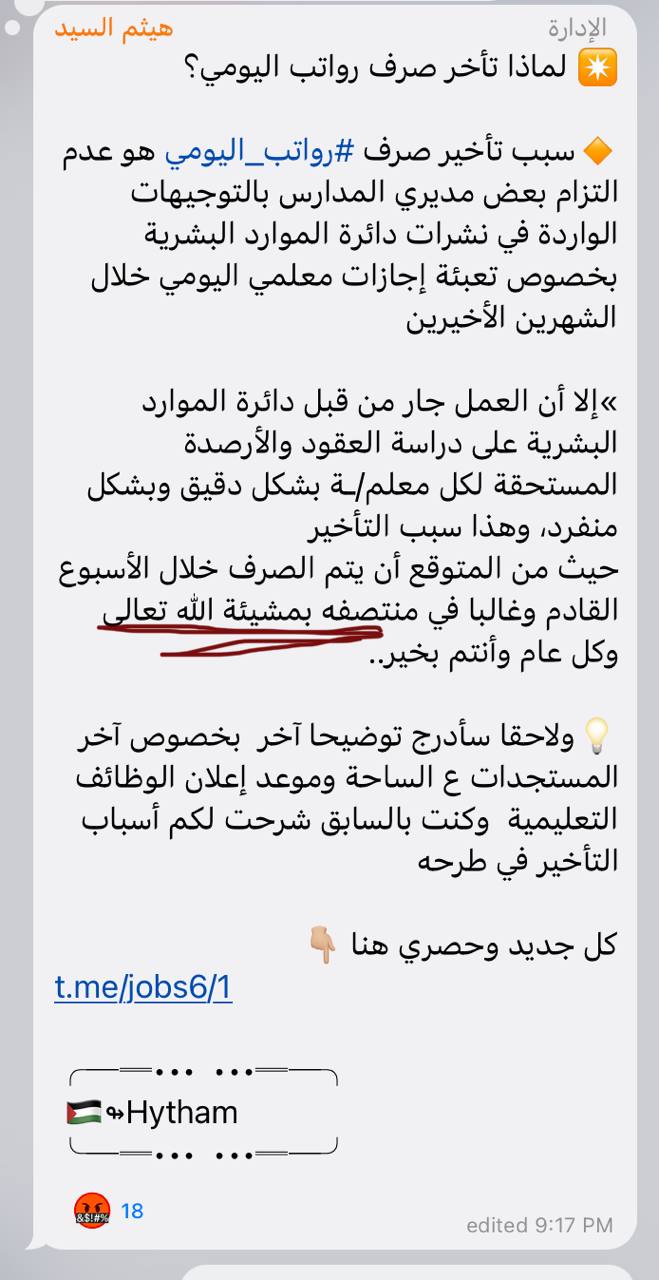 هيثم السيد
الإدارة
✴️ لماذا تأخر صرف رواتب اليومي؟
🔶 سبب تأخير صرف #رواتب_اليومي هو عدم
التزام بعض مديري المدارس بالتوجيهات
الواردة في نشرات دائرة الموارد البشرية
بخصوص تعبئة إجازات معلمي اليومي خلال
الشهرين الأخيرين
»إلا أن العمل جار من قبل دائرة الموارد
البشرية على دراسة العقود والأرصدة
المستحقة لكل معلم/ـة بشكل دقيق وبشكل
منفرد، وهذا سبب التأخير
حيث من المتوقع أن يتم الصرف خلال الأسبوع
القادم وغالبا في منتصفه بمشيئة الله تعالى
وكل عام وأنتم بخير..
💡 ولاحقا سأدرج توضيحا آخر  بخصوص آخر
المستجدات ع الساحة وموعد إعلان الوظائف
التعليمية  وكنت بالسابق شرحت لكم أسباب
التأخير في طرحه
كل جديد وحصري هنا 👇🏼
t.me/jobs6/1
╭──══• • •  • • •══──╮
🇵🇸↬Hytham
╰──══• • •  • • •══──╯
🤬 18
edited 9:17 PM